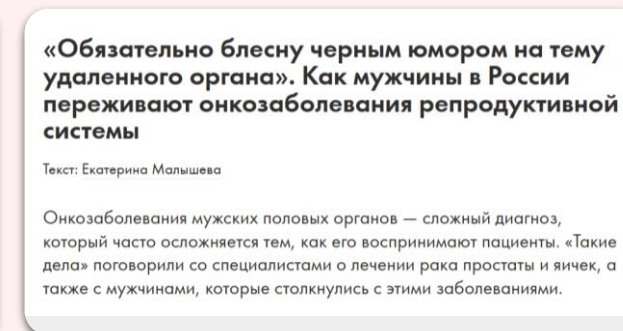 «Обязательно блесну черным юмором на тему
удаленного органа». Как мужчины в России
переживают онкозаболевания репродуктивной
системы
Текст: Екатерина Малышева
Онкозаболевания мужских половых органов — сложный диагноз,
который часто осложняется тем, как его воспринимают пациенты. «Такие
дела» поговорили со специалистами о лечении рака простаты и яичек, а
также с мужчинами, которые столкнулись с этими заболеваниями.